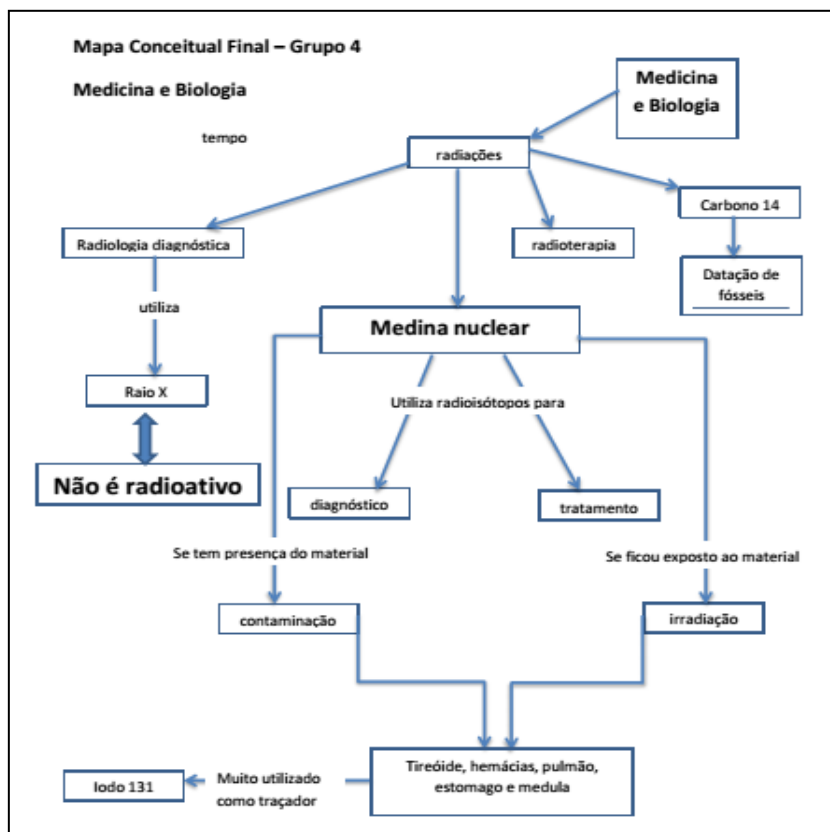 Mapa Conceitual Final – Grupo 4
Medicina e Biologia
Medicina
e Biologia
tempo
radiações
Carbono 14
Radiologia diagnóstica
radioterapia
Datação de
fósseis
utiliza
Medina nuclear
Raio X
Utiliza radioisótopos para
Não é radioativo
diagnóstico
tratamento
Se tem presença do material
Se ficou exposto ao material
contaminação
irradiação
Tireóide, hemácias, pulmão,
estomago e medula
Muito utilizado
como traçador
Iodo 131